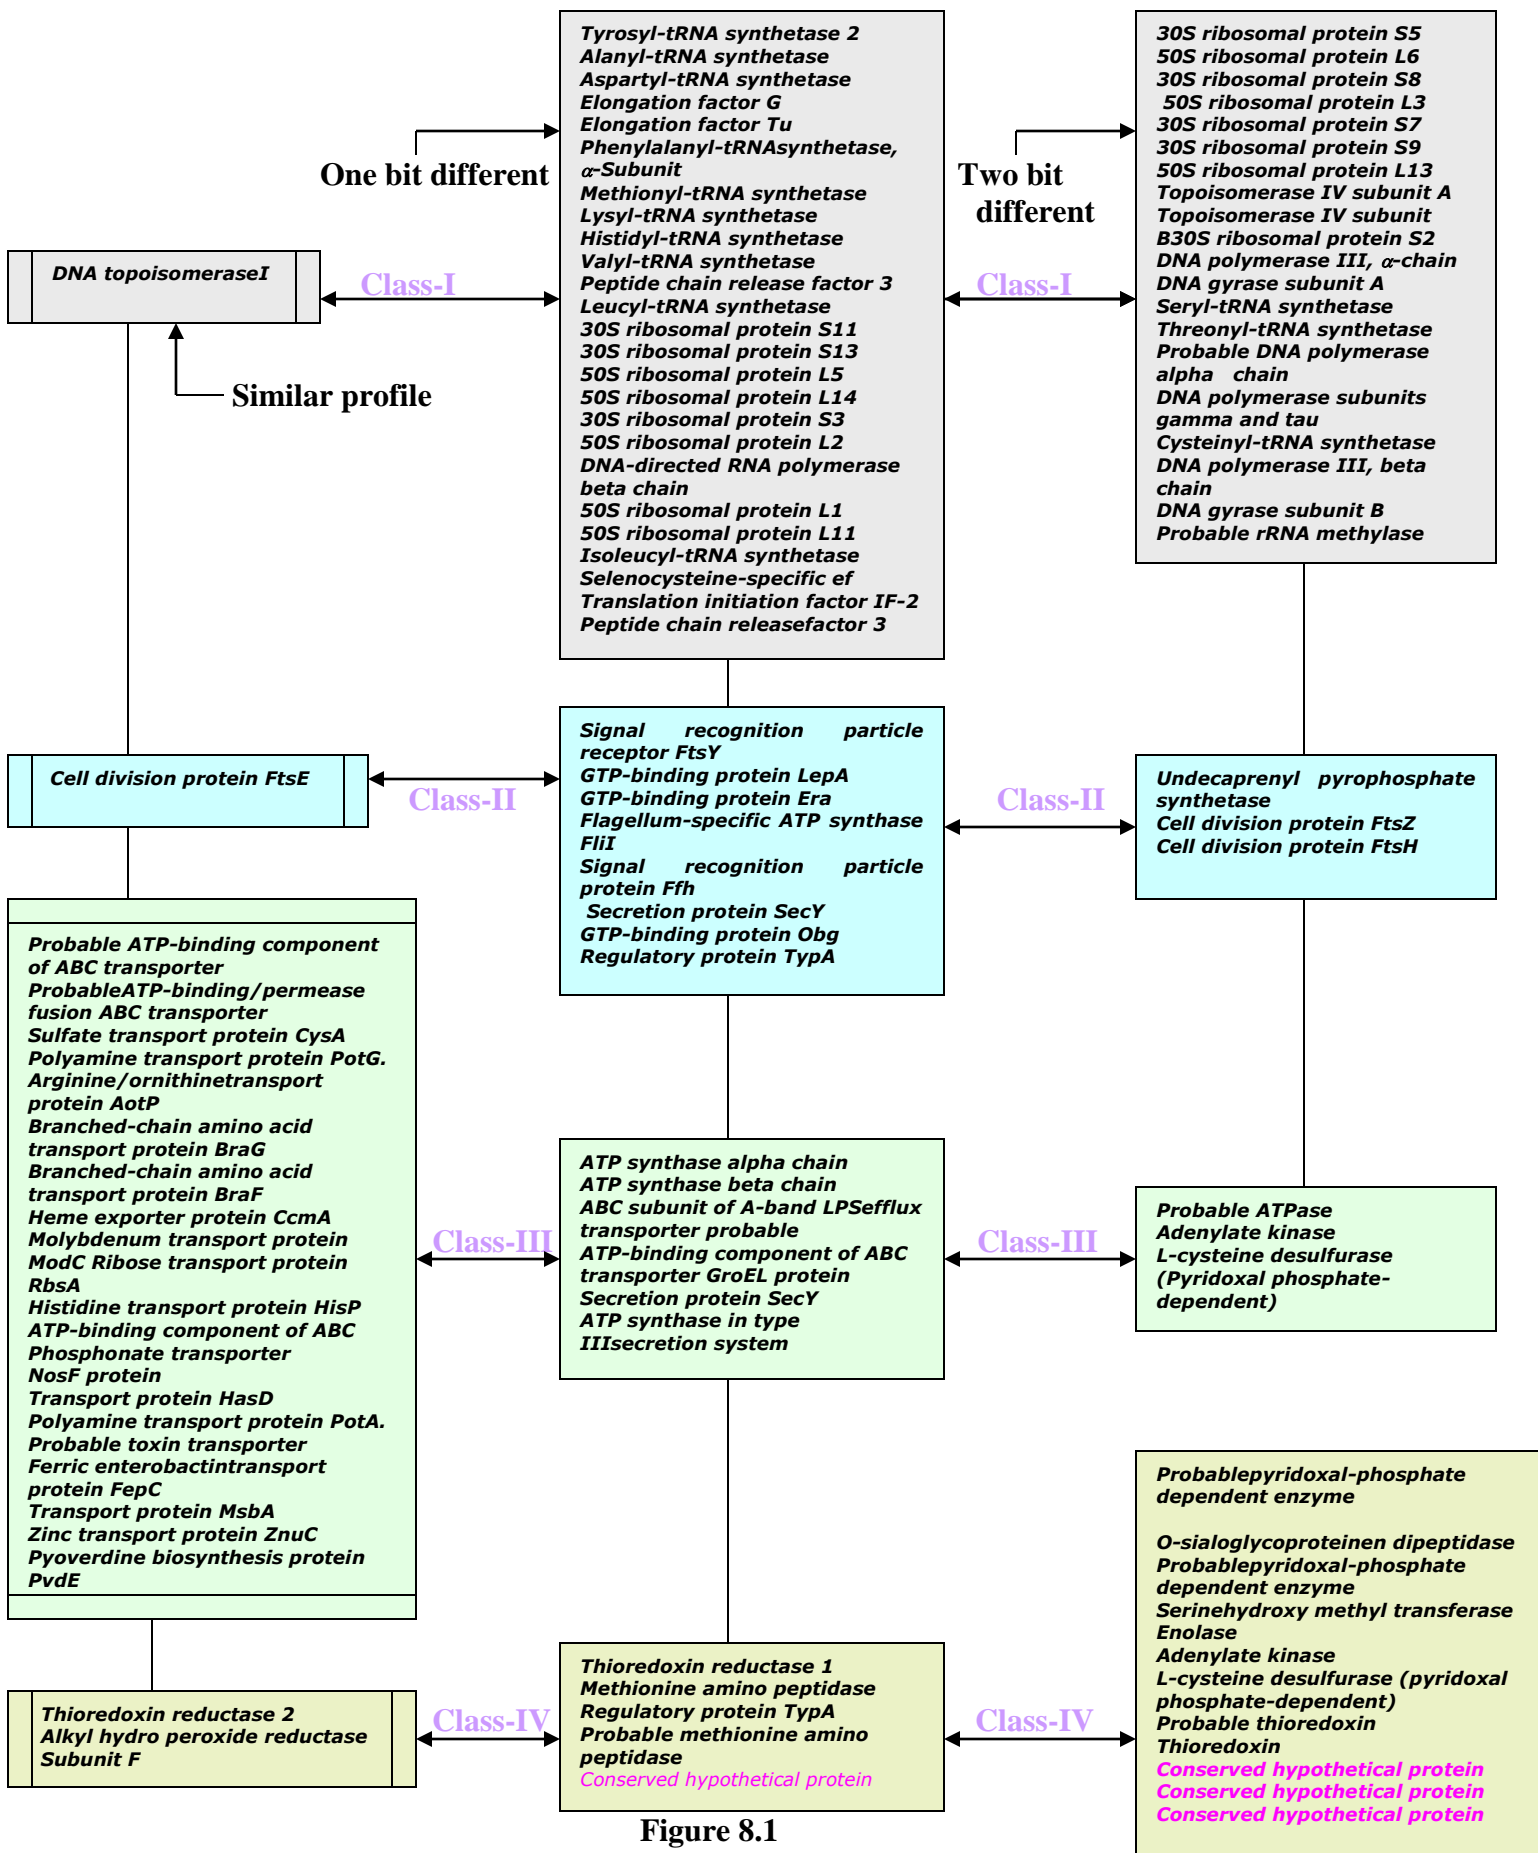 Tyrosyl-tRNA synthetase 2
Alanyl-tRNA synthetase
Aspartyl-tRNA synthetase
Elongation factor G
Elongation factor Tu
Phenylalanyl-tRNAsynthetase,
α-Subunit
Methionyl-tRNA synthetase
Lysyl-tRNA synthetase
Histidyl-tRNA synthetase
Valyl-tRNA synthetase
Peptide chain release factor 3
Leucyl-tRNA synthetase
30S ribosomal protein S11
30S ribosomal protein S13
50S ribosomal protein L5
50S ribosomal protein L14
30S ribosomal protein S3
50S ribosomal protein L2
DNA-directed RNA polymerase
beta chain
50S ribosomal protein L1
50S ribosomal protein L11
Isoleucyl-tRNA synthetase
Selenocysteine-specific ef
Translation initiation factor IF-2
Peptide chain releasefactor 3
30S ribosomal protein S5
50S ribosomal protein L6
30S ribosomal protein S8
50S ribosomal protein L3
30S ribosomal protein S7
30S ribosomal protein S9
50S ribosomal protein L13
Topoisomerase IV subunit A
Topoisomerase IV subunit
B30S ribosomal protein S2
DNA polymerase III, α-chain
DNA gyrase subunit A
Seryl-tRNA synthetase
Threonyl-tRNA synthetase
Probable DNA polymerase
alpha chain
DNA polymerase subunits
gamma and tau
Cysteinyl-tRNA synthetase
DNA polymerase III, beta
chain
DNA gyrase subunit B
Probable rRNA methylase
One bit different
Two bit
different
DNA topoisomeraseI
Class-I
Class-I
Similar profile
Cell division protein FtsE
Class-II
Signal recognition particle
receptor FtsY
GTP-binding protein LepA
GTP-binding protein Era
Flagellum-specific ATP synthase
FliI
Signal recognition particle
protein Ffh
Secretion protein SecY
GTP-binding protein Obg
Regulatory protein TypA
Class-II
Undecaprenyl pyrophosphate
synthetase
Cell division protein FtsZ
Cell division protein FtsH
Probable ATP-binding component
of ABC transporter
ProbableATP-binding/permease
fusion ABC transporter
Sulfate transport protein CysA
Polyamine transport protein PotG.
Arginine/ornithinetransport
protein AotP
Branched-chain amino acid
transport protein BraG
Branched-chain amino acid
transport protein BraF
Heme exporter protein CcmA
Molybdenum transport protein
ModC Ribose transport protein
RbsA
Histidine transport protein HisP
ATP-binding component of ABC
Phosphonate transporter
NosF protein
Transport protein HasD
Polyamine transport protein PotA.
Probable toxin transporter
Ferric enterobactintransport
protein FepC
Transport protein MsbA
Zinc transport protein ZnuC
Pyoverdine biosynthesis protein
PvdE
Class-III
ATP synthase alpha chain
ATP synthase beta chain
ABC subunit of A-band LPSefflux
transporter probable
ATP-binding component of ABC
transporter GroEL protein
Secretion protein SecY
ATP synthase in type
IIIsecretion system
Class-III
Probable ATPase
Adenylate kinase
L-cysteine desulfurase
(Pyridoxal phosphate-
dependent)
Thioredoxin reductase 2
Alkyl hydro peroxide reductase
Subunit F
Class-IV
Thioredoxin reductase 1
Methionine amino peptidase
Regulatory protein TypA
Probable methionine amino
peptidase
Conserved hypothetical protein
Class-IV
Probablepyridoxal-phosphate
dependent enzyme
O-sialoglycoproteinen dipeptidase
Probablepyridoxal-phosphate
dependent enzyme
Serinehydroxy methyl transferase
Enolase
Adenylate kinase
L-cysteine desulfurase (pyridoxal
phosphate-dependent)
Probable thioredoxin
Thioredoxin
Conserved hypothetical protein
Conserved hypothetical protein
Conserved hypothetical protein
Figure 8.1